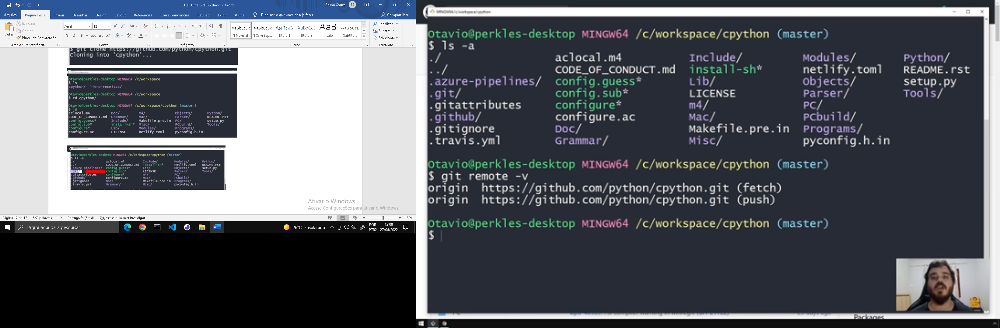 S.F.D. Git e GitHub.docx - Word
Bruno Souza
BS
Arquivo Página Inicial Inserir Desenhar Design Layout Referências Correspondências Revisão Exibir Ajuda Diga-me o que você deseja fazer Compartilhar
Colar
Recortar
Copiar
Pincel de Formatação
Área de Transferência
Arial 12
N I S abc x₂ x²
Fonte
Parágrafo
AaBbCcDc AaBbCcDc AaBbC( AaBbCcE AaB AaBbCcD
¶ Normal ¶ Sem Esp... Título 1 Título 2 Título Subtítulo
Estilos
Localizar
Substituir
Selecionar
Editando
$ git clone https://github.com/python/cpython.git
Cloning into 'cpython'...
Otavio@perkles-desktop MINGW64 /c/workspace
$ ls
cpython/ livro-receitas/
Otavio@perkles-desktop MINGW64 /c/workspace
$ cd cpython/
Otavio@perkles-desktop MINGW64 /c/workspace/cpython (master)
$ ls
aclocal.m4 Doc/ m4/ Objects/ Python/
CODE_OF_CONDUCT.md Grammar/ Mac/ Parser/ README.rst
config.guess* Include/ Makefile.pre.in PC/ setup.py
config.sub* install-sh* Misc/ PCbuild/ Tools/
configure* Lib/ Modules/ Programs/
configure.ac LICENSE netlify.toml pyconfig.h.in
Otavio@perkles-desktop MINGW64 /c/workspace/cpython (master)
$ ls -a
./ aclocal.m4 Include/ Modules/ Python/
../ CODE_OF_CONDUCT.md install-sh* netlify.toml README.rst
.azure-pipelines/ config.guess* Lib/ Objects/ setup.py
.git/ config.sub* LICENSE Parser/ Tools/
.gitattributes configure* m4/ PC/
.github/ configure.ac Mac/ PCbuild/
.gitignore Doc/ Makefile.pre.in Programs/
.travis.yml Grammar/ Misc/ pyconfig.h.in
Ativar o Windows
Acesse Configurações para ativar o Windows.
Página 17 de 17 864 palavras Português (Brasil) Acessibilidade: investigar 130%
Digite aqui para pesquisar
26°C Ensolarado
POR
PTB2
12:08
27/04/2022
MINGW64:/c/workspace/cpython
Otavio@perkles-desktop MINGW64 /c/workspace/cpython (master)
$ ls -a
./ aclocal.m4 Include/ Modules/ Python/
../ CODE_OF_CONDUCT.md install-sh* netlify.toml README.rst
.azure-pipelines/ config.guess* Lib/ Objects/ setup.py
.git/ config.sub* LICENSE Parser/ Tools/
.gitattributes configure* m4/ PC/
.github/ configure.ac Mac/ PCbuild/
.gitignore Doc/ Makefile.pre.in Programs/
.travis.yml Grammar/ Misc/ pyconfig.h.in
Otavio@perkles-desktop MINGW64 /c/workspace/cpython (master)
$ git remote -v
origin https://github.com/python/cpython.git (fetch)
origin https://github.com/python/cpython.git (push)
Otavio@perkles-desktop MINGW64 /c/workspace/cpython (master)
$
Packages